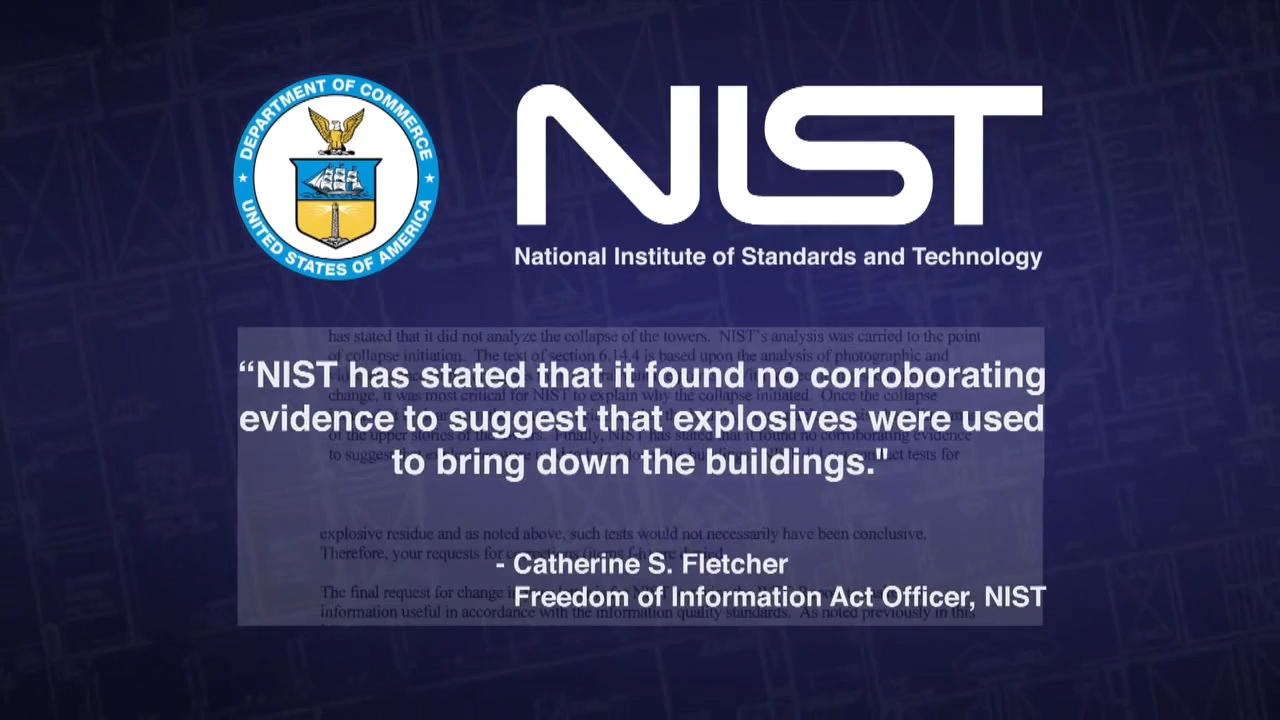 DEPARTMENT OF COMMERCE
UNITED STATES OF AMERICA
NIST
National Institute of Standards and Technology
has stated that it did not analyze the collapse of the towers. NIST's analysis was carried to the point
of collapse initiation. The text of section 6.14.4 is based upon the analysis of photographic and
“NIST has stated that it found no corroborating
change, it was most critical for NIST to explain why the collapse initiated. Once the collapse
evidence to suggest that explosives were used
of the upper stories of the towers. Finally, NIST has stated that it found no corroborating evidence
to bring down the buildings."
explosive residue and as noted above, such tests would not necessarily have been conclusive.
Therefore, your requests for
- Catherine S. Fletcher
Freedom of Information Act Officer, NIST
The final request for change
information useful in accordance with the information quality standards. As noted previously in this